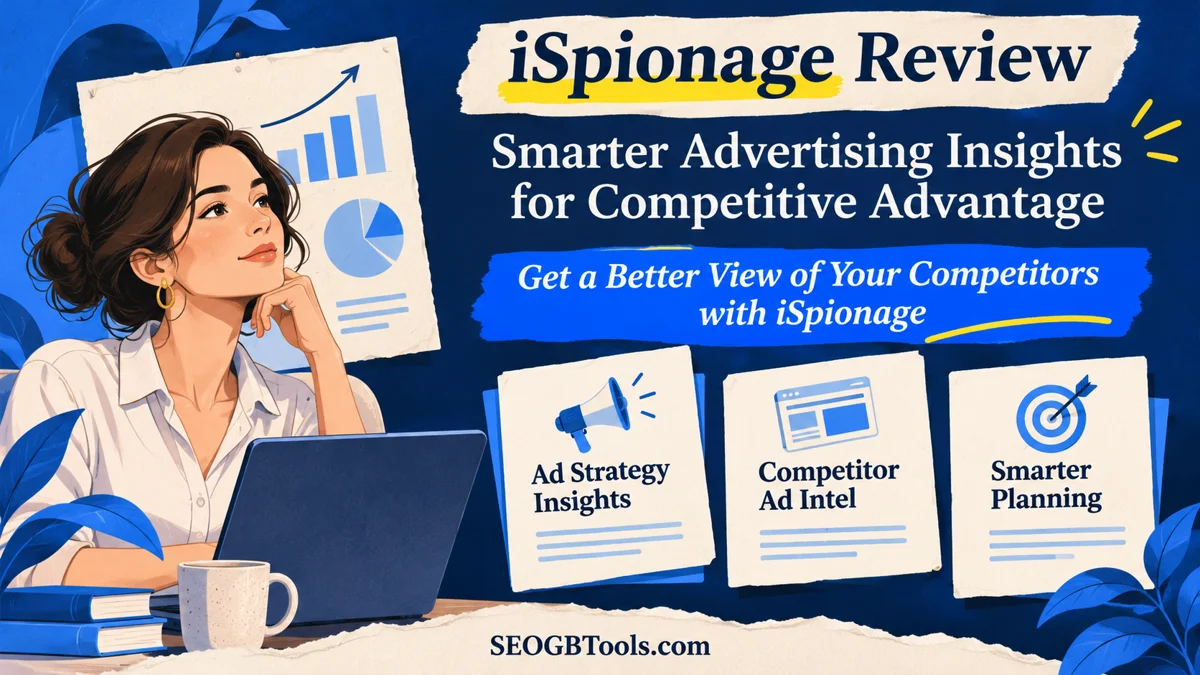 iSpionage Review
Smarter Advertising Insights
for Competitive Advantage
Get a Better View of Your Competitors
with iSpionage
Ad Strategy
Insights
Competitor
Ad Intel
Smarter
Planning
SEOGBTools.com